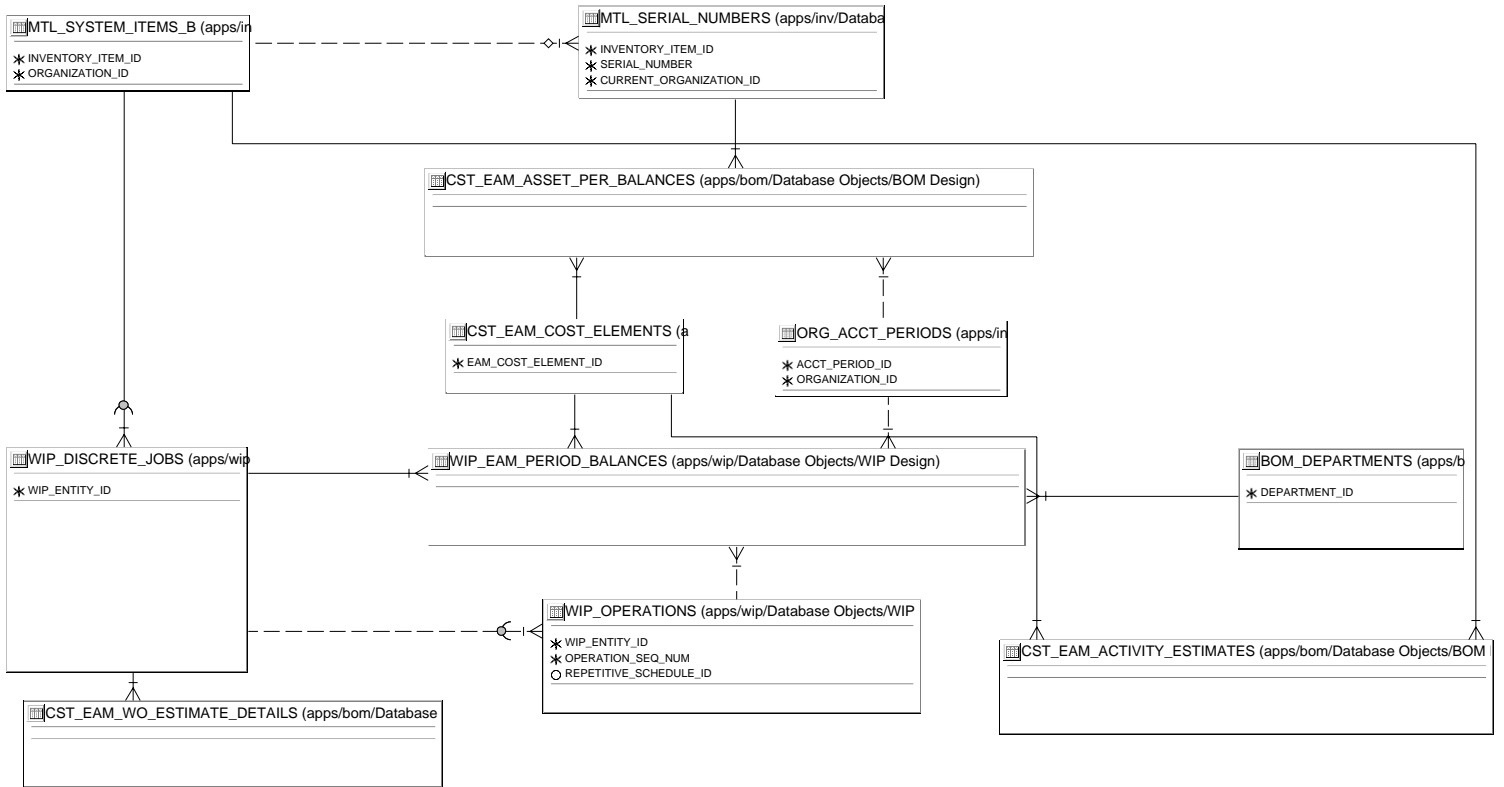 MTL_SYSTEM_ITEMS_B (apps/in
INVENTORY_ITEM_ID
ORGANIZATION_ID
MTL_SERIAL_NUMBERS (apps/inv/Databa
INVENTORY_ITEM_ID
SERIAL_NUMBER
CURRENT_ORGANIZATION_ID
CST_EAM_ASSET_PER_BALANCES (apps/bom/Database Objects/BOM Design)
CST_EAM_COST_ELEMENTS (a
EAM_COST_ELEMENT_ID
ORG_ACCT_PERIODS (apps/in
ACCT_PERIOD_ID
ORGANIZATION_ID
WIP_DISCRETE_JOBS (apps/wip
WIP_ENTITY_ID
WIP_EAM_PERIOD_BALANCES (apps/wip/Database Objects/WIP Design)
BOM_DEPARTMENTS (apps/b
DEPARTMENT_ID
WIP_OPERATIONS (apps/wip/Database Objects/WIP
WIP_ENTITY_ID
OPERATION_SEQ_NUM
REPETITIVE_SCHEDULE_ID
CST_EAM_ACTIVITY_ESTIMATES (apps/bom/Database Objects/BOM
CST_EAM_WO_ESTIMATE_DETAILS (apps/bom/Database